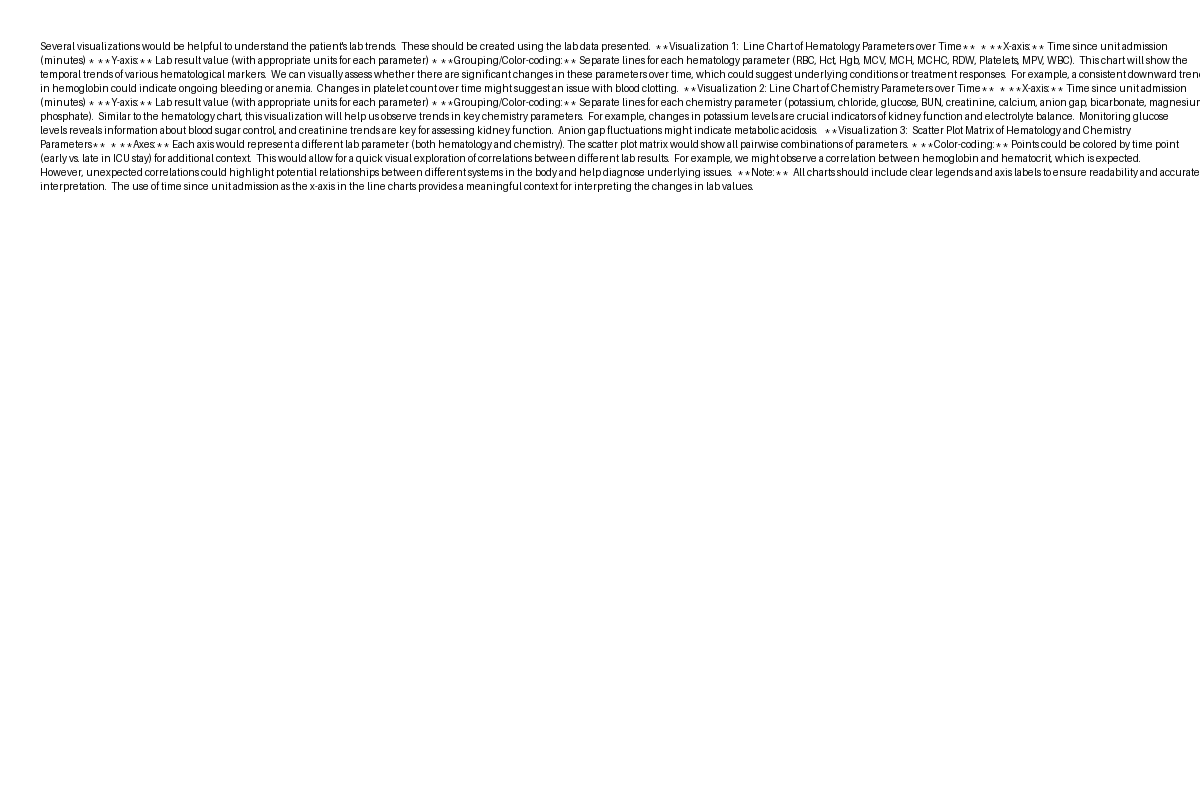 Several visualizations would be helpful to understand the patient's lab trends.  These should be created using the lab data presented.  **Visualization 1:  Line Chart of Hematology Parameters over Time**  * **X-axis:** Time since unit admission
(minutes) * **Y-axis:** Lab result value (with appropriate units for each parameter) * **Grouping/Color-coding:** Separate lines for each hematology parameter (RBC, Hct, Hgb, MCV, MCH, MCHC, RDW, Platelets, MPV, WBC).  This chart will show the
temporal trends of various hematological markers.  We can visually assess whether there are significant changes in these parameters over time, which could suggest underlying conditions or treatment responses.  For example, a consistent downward tren
in hemoglobin could indicate ongoing bleeding or anemia.  Changes in platelet count over time might suggest an issue with blood clotting.  **Visualization 2: Line Chart of Chemistry Parameters over Time**  * **X-axis:** Time since unit admission
(minutes) * **Y-axis:** Lab result value (with appropriate units for each parameter) * **Grouping/Color-coding:** Separate lines for each chemistry parameter (potassium, chloride, glucose, BUN, creatinine, calcium, anion gap, bicarbonate, magnesiu
phosphate).  Similar to the hematology chart, this visualization will help us observe trends in key chemistry parameters.  For example, changes in potassium levels are crucial indicators of kidney function and electrolyte balance.  Monitoring glucose
levels reveals information about blood sugar control, and creatinine trends are key for assessing kidney function.  Anion gap fluctuations might indicate metabolic acidosis.   **Visualization 3:  Scatter Plot Matrix of Hematology and Chemistry
Parameters**  * **Axes:** Each axis would represent a different lab parameter (both hematology and chemistry). The scatter plot matrix would show all pairwise combinations of parameters. * **Color-coding:** Points could be colored by time point
(early vs. late in ICU stay) for additional context.  This would allow for a quick visual exploration of correlations between different lab results.  For example, we might observe a correlation between hemoglobin and hematocrit, which is expected.
However, unexpected correlations could highlight potential relationships between different systems in the body and help diagnose underlying issues.  **Note:**  All charts should include clear legends and axis labels to ensure readability and accurate
interpretation.  The use of time since unit admission as the x-axis in the line charts provides a meaningful context for interpreting the changes in lab values.